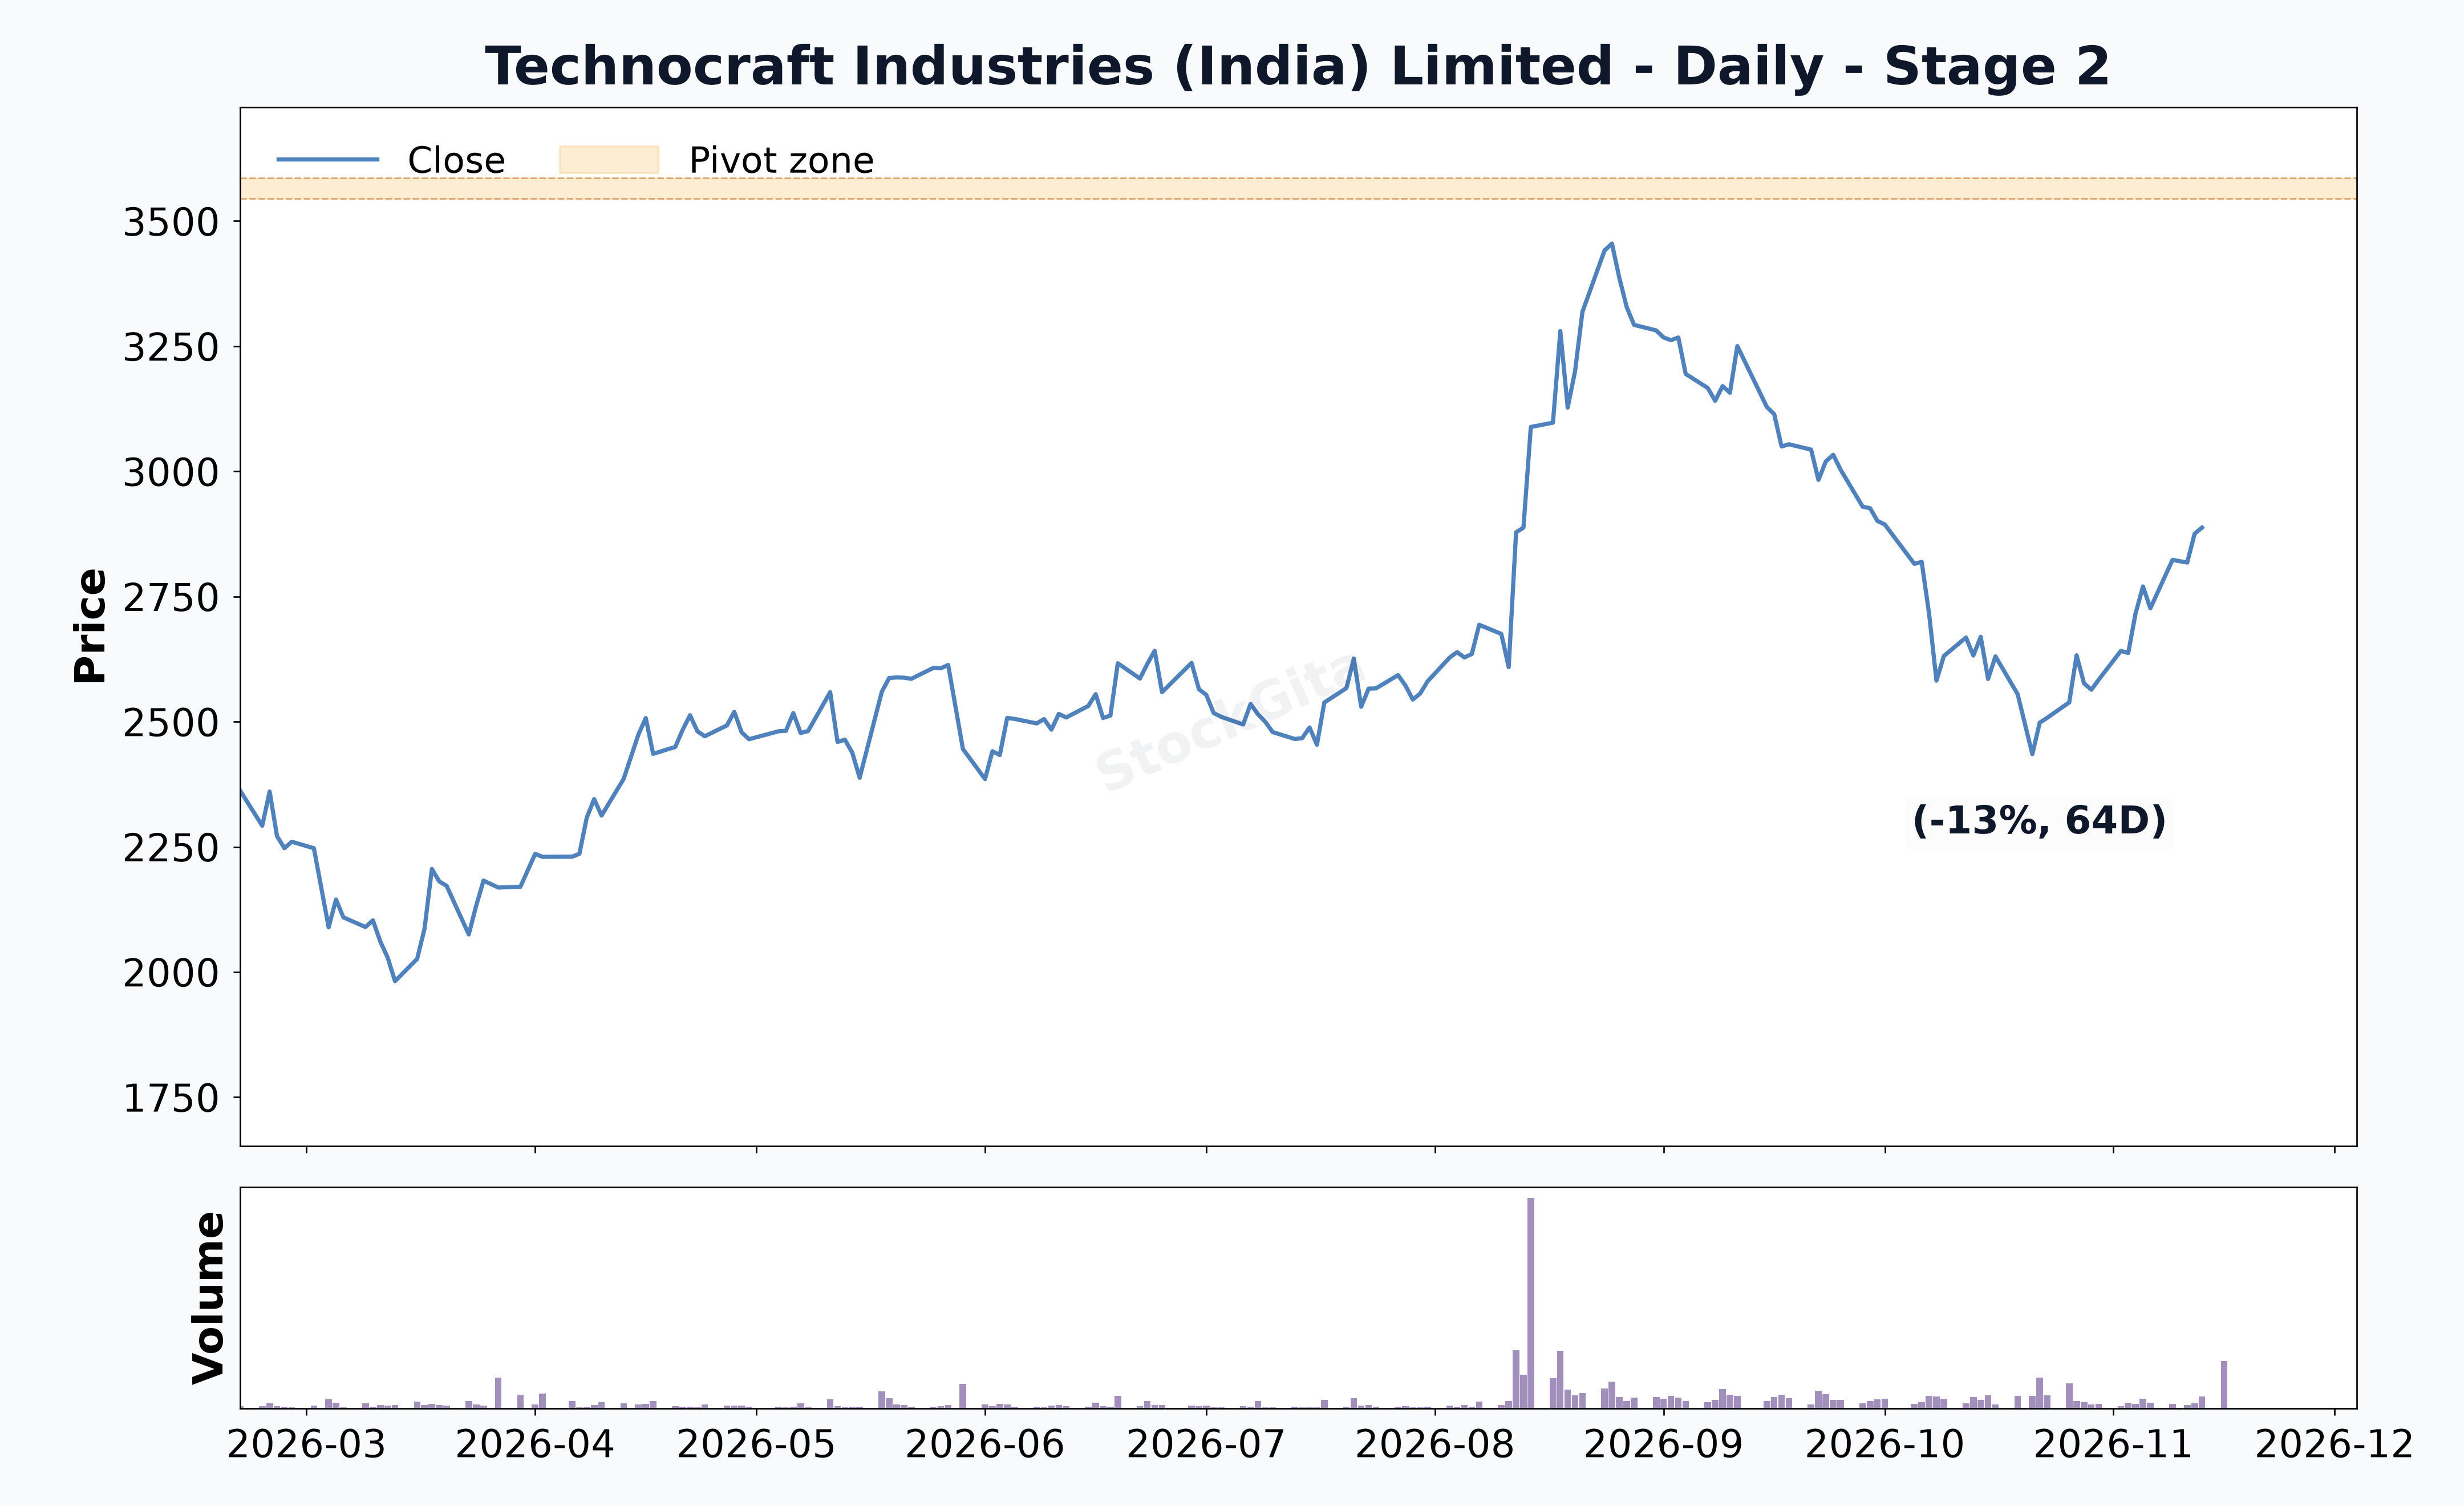 Technocraft Industries (India) Limited - Daily - Stage 2
Close
Pivot zone
Price
3500
3250
3000
2750
2500
2250
2000
1750
StockGita
(-13%, 64D)
Volume
2026-03
2026-04
2026-05
2026-06
2026-07
2026-08
2026-09
2026-10
2026-11
2026-12